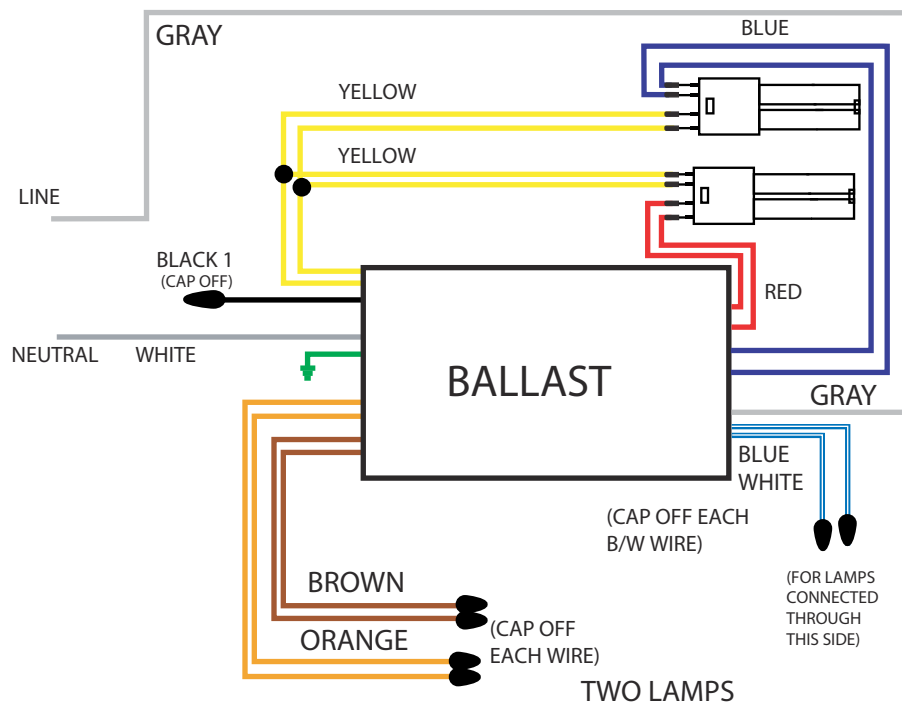 GRAY
BLUE
YELLOW
YELLOW
LINE
BLACK 1
(CAP OFF)
RED
NEUTRAL WHITE
BALLAST
GRAY
BLUE
WHITE
(CAP OFF EACH
B/W WIRE)
(FOR LAMPS
CONNECTED
THROUGH
THIS SIDE)
BROWN
(CAP OFF
EACH WIRE)
ORANGE
TWO LAMPS